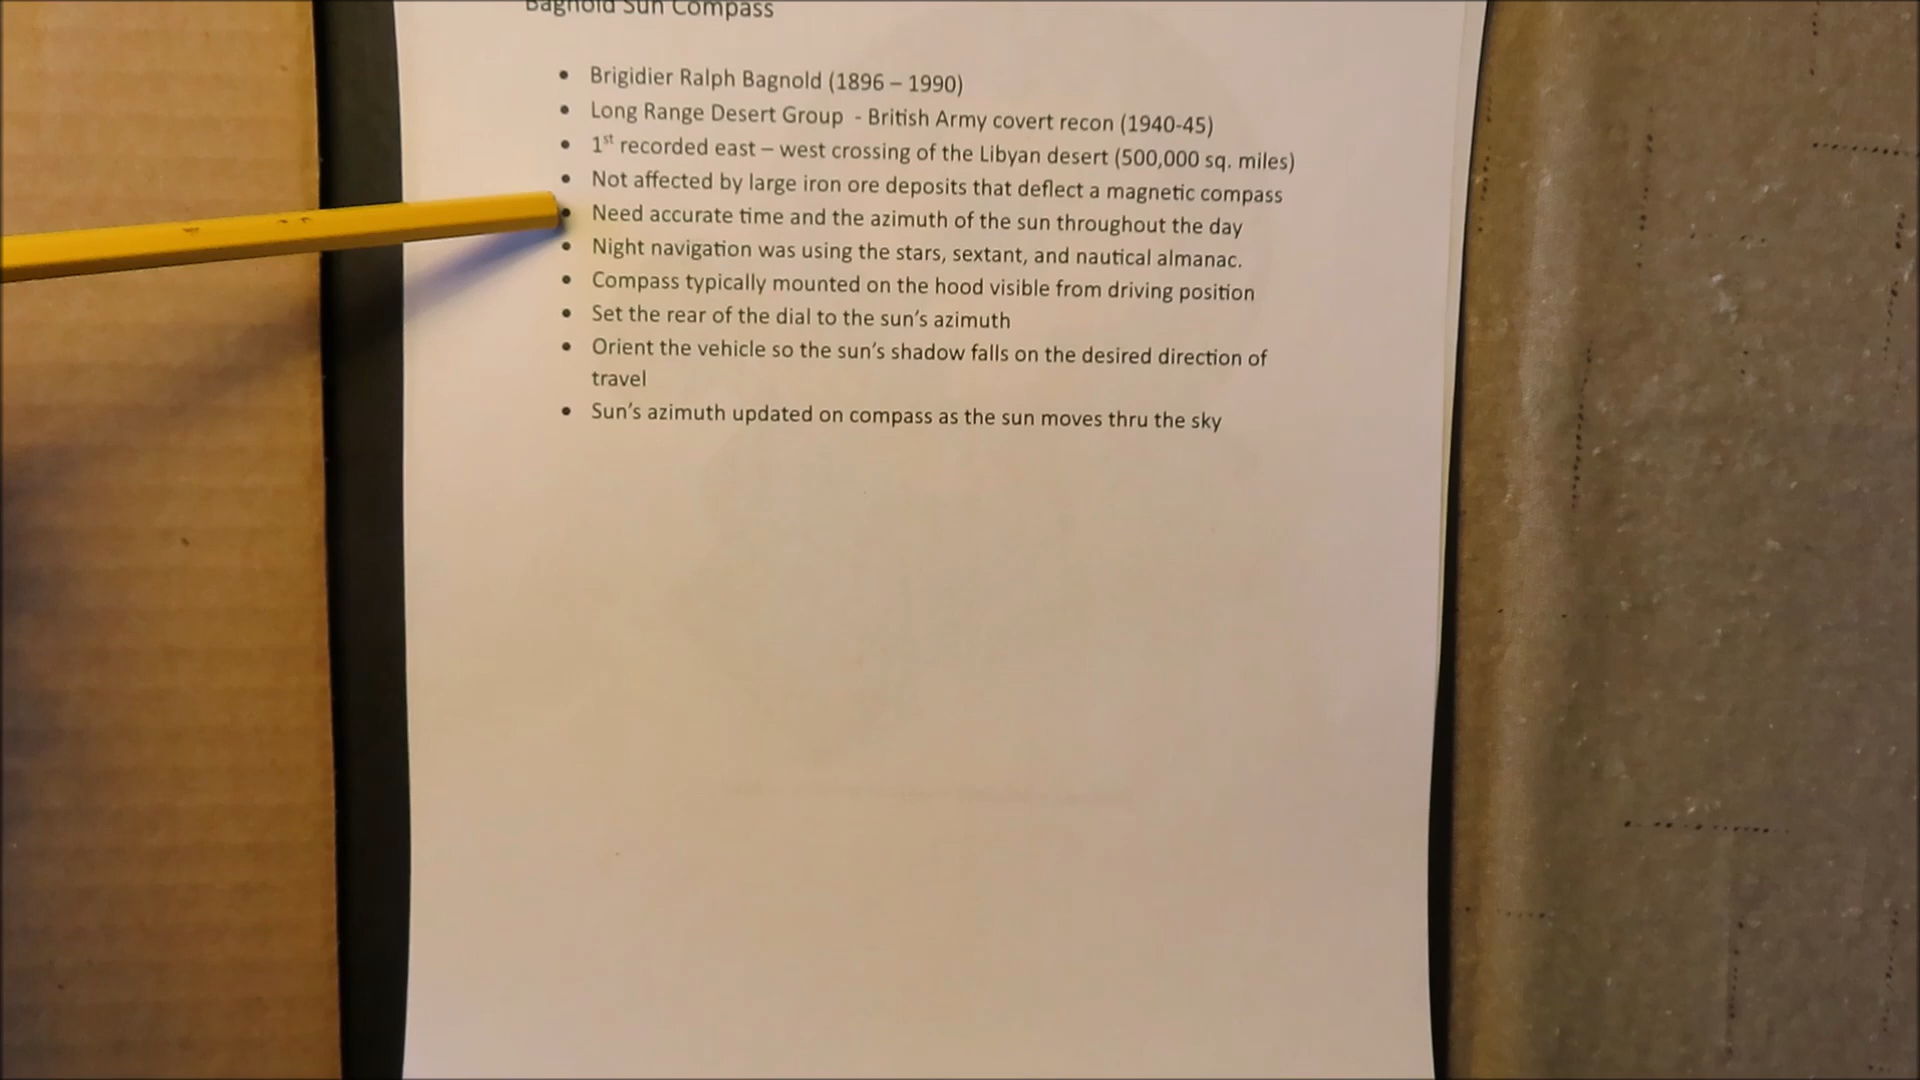 Bagnold Sun Compass
• Brigidier Ralph Bagnold (1896 – 1990)
• Long Range Desert Group - British Army covert recon (1940-45)
• 1st recorded east – west crossing of the Libyan desert (500,000 sq. miles)
• Not affected by large iron ore deposits that deflect a magnetic compass
• Need accurate time and the azimuth of the sun throughout the day
• Night navigation was using the stars, sextant, and nautical almanac.
• Compass typically mounted on the hood visible from driving position
• Set the rear of the dial to the sun's azimuth
• Orient the vehicle so the sun's shadow falls on the desired direction of
travel
• Sun's azimuth updated on compass as the sun moves thru the sky